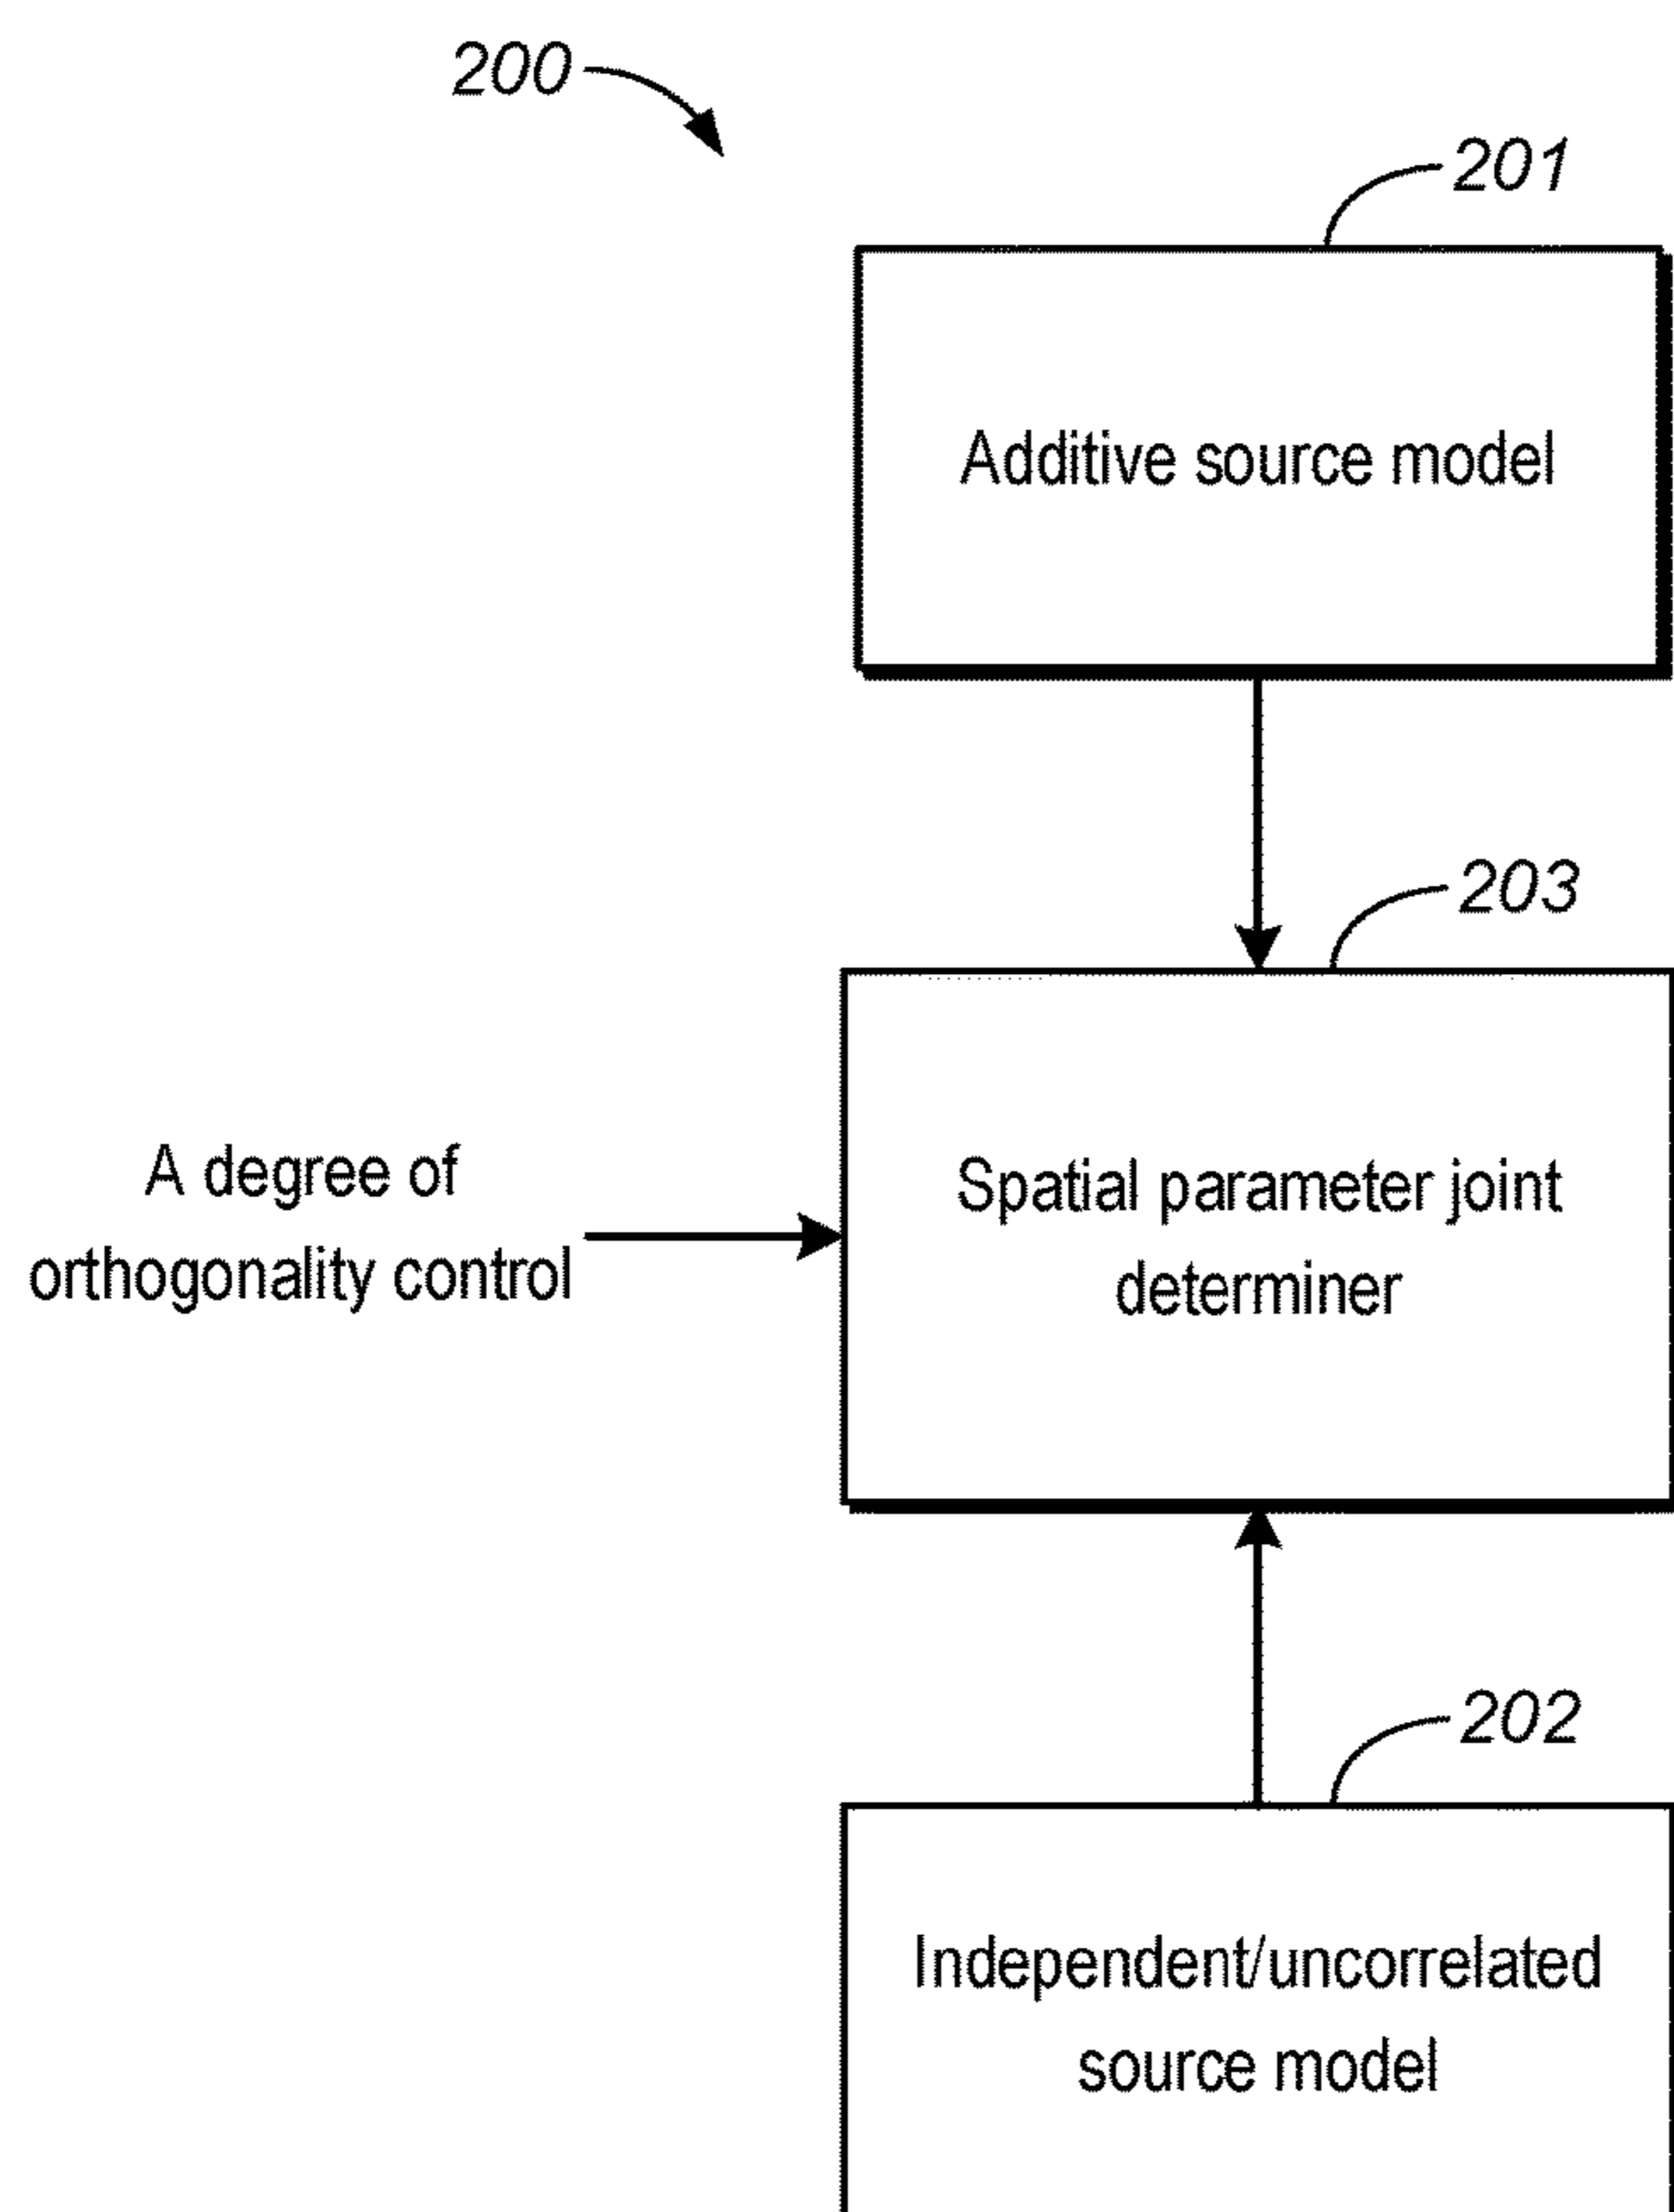 200
201
Additive source model
203
A degree of
orthogonality control
Spatial parameter joint
determiner
202
Independent/uncorrelated
source model